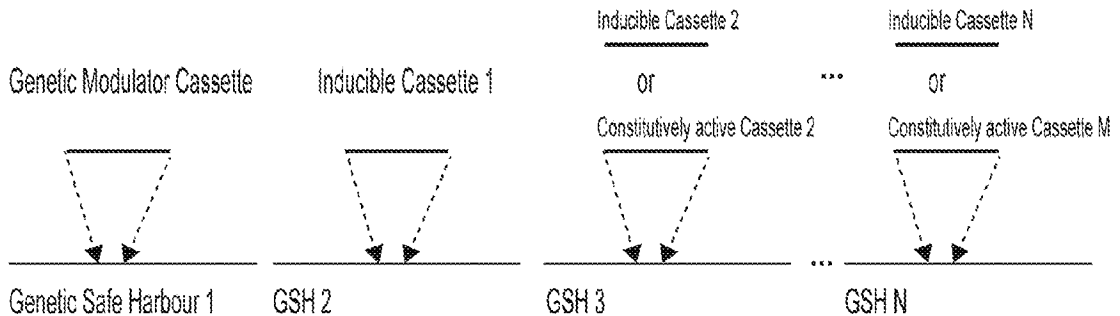 Inducible Cassette 2
Inducible Cassette N
Genetic Modulator Cassette
Inducible Cassette 1
or
...
or
Constitutively active Cassette 2
Constitutively active Cassette M
...
Genetic Safe Harbour 1
GSH 2
GSH 3
GSH N